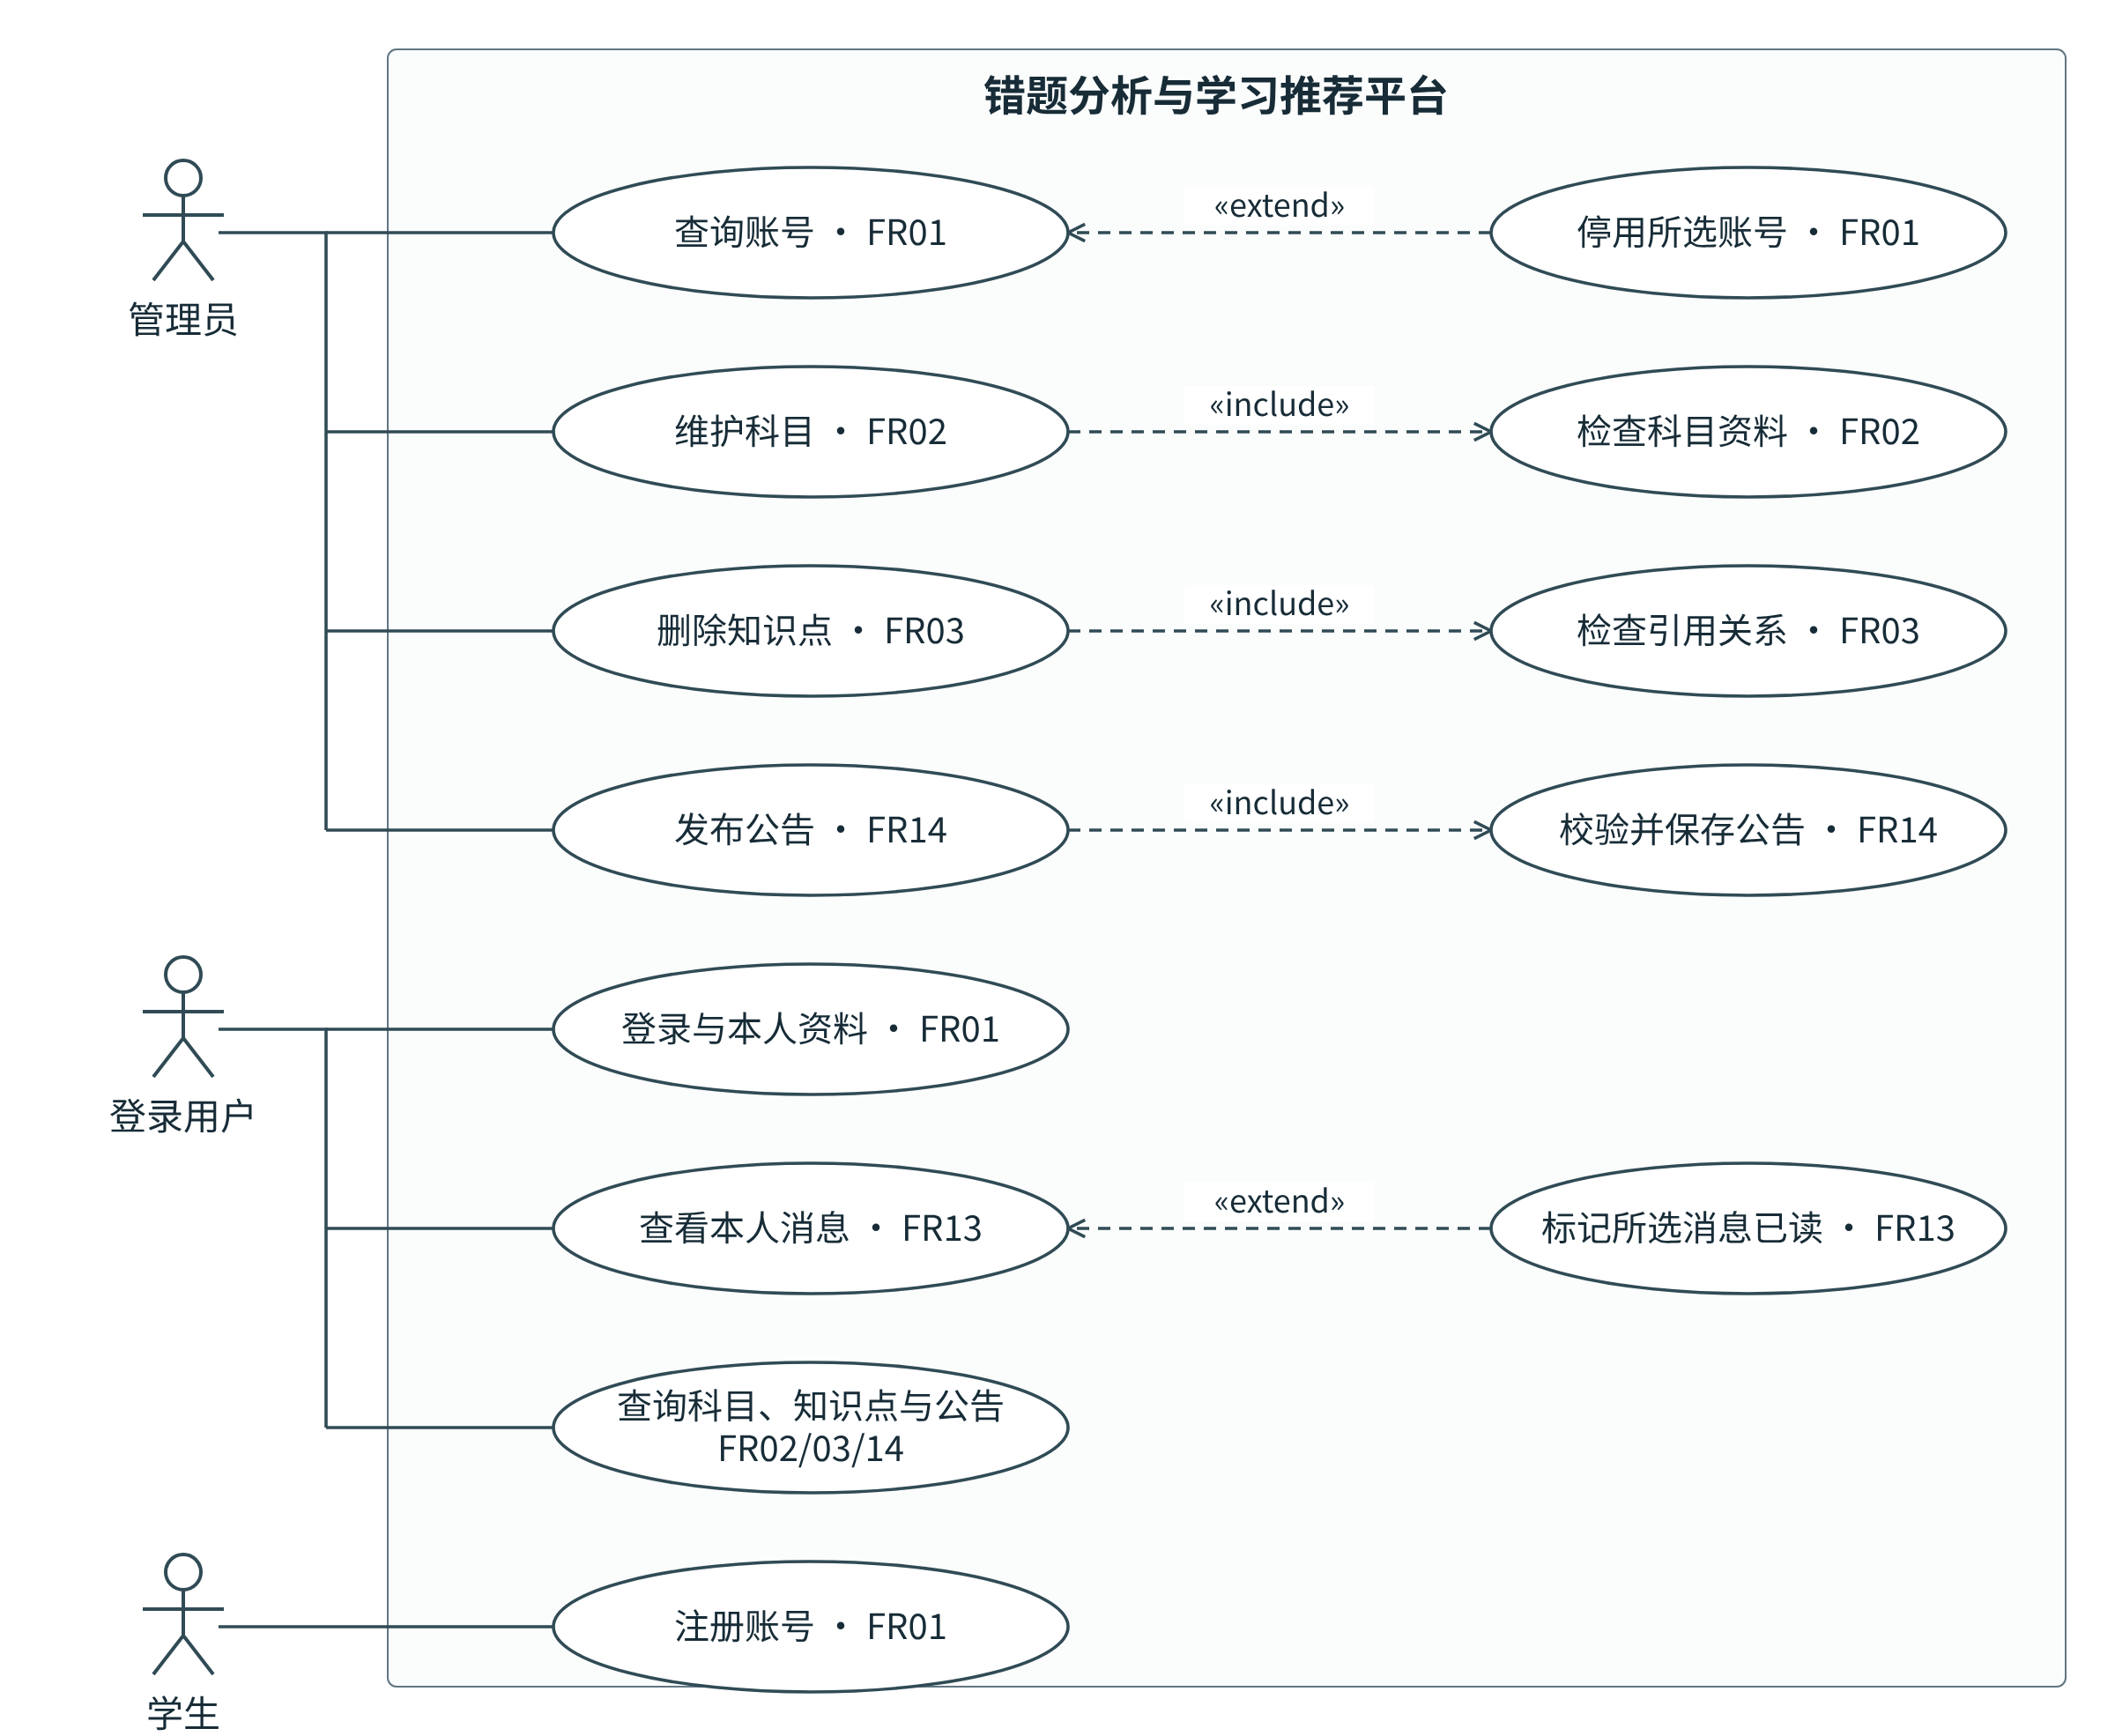 错题分析与学习推荐平台
管理员
查询账号 • FR01
«extend»
停用所选账号 • FR01
维护科目 • FR02
«include»
检查科目资料 • FR02
删除知识点 • FR03
«include»
检查引用关系 • FR03
发布公告 • FR14
«include»
校验并保存公告 • FR14
登录用户
登录与本人资料 • FR01
查看本人消息 • FR13
«extend»
标记所选消息已读 • FR13
查询科目、知识点与公告
FR02/03/14
学生
注册账号 • FR01